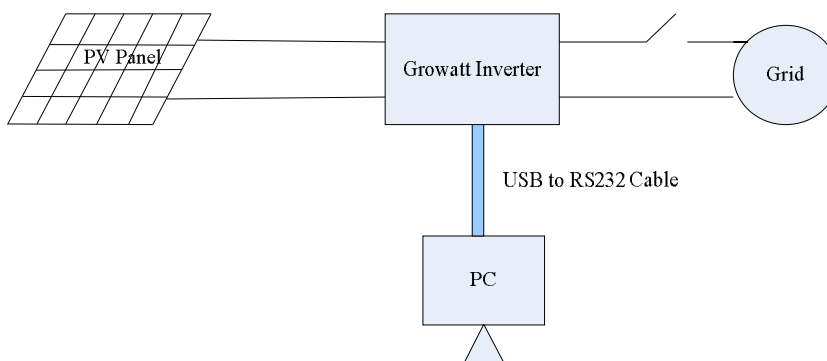 PV Panel
Growatt Inverter
Grid
USB to RS232 Cable
PC